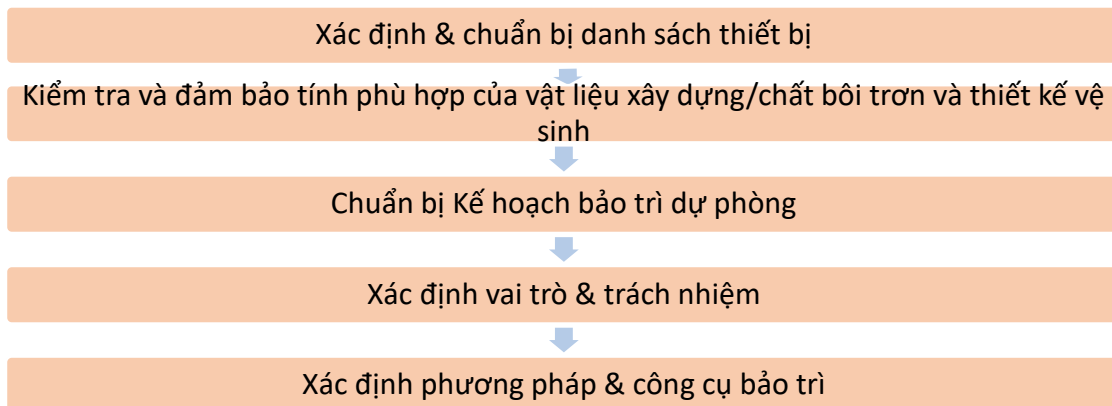 Xác định & chuẩn bị danh sách thiết bị
Kiểm tra và đảm bảo tính phù hợp của vật liệu xây dựng/chất bôi trơn và thiết kế vệ
sinh
Chuẩn bị Kế hoạch bảo trì dự phòng
Xác định vai trò & trách nhiệm
Xác định phương pháp & công cụ bảo trì